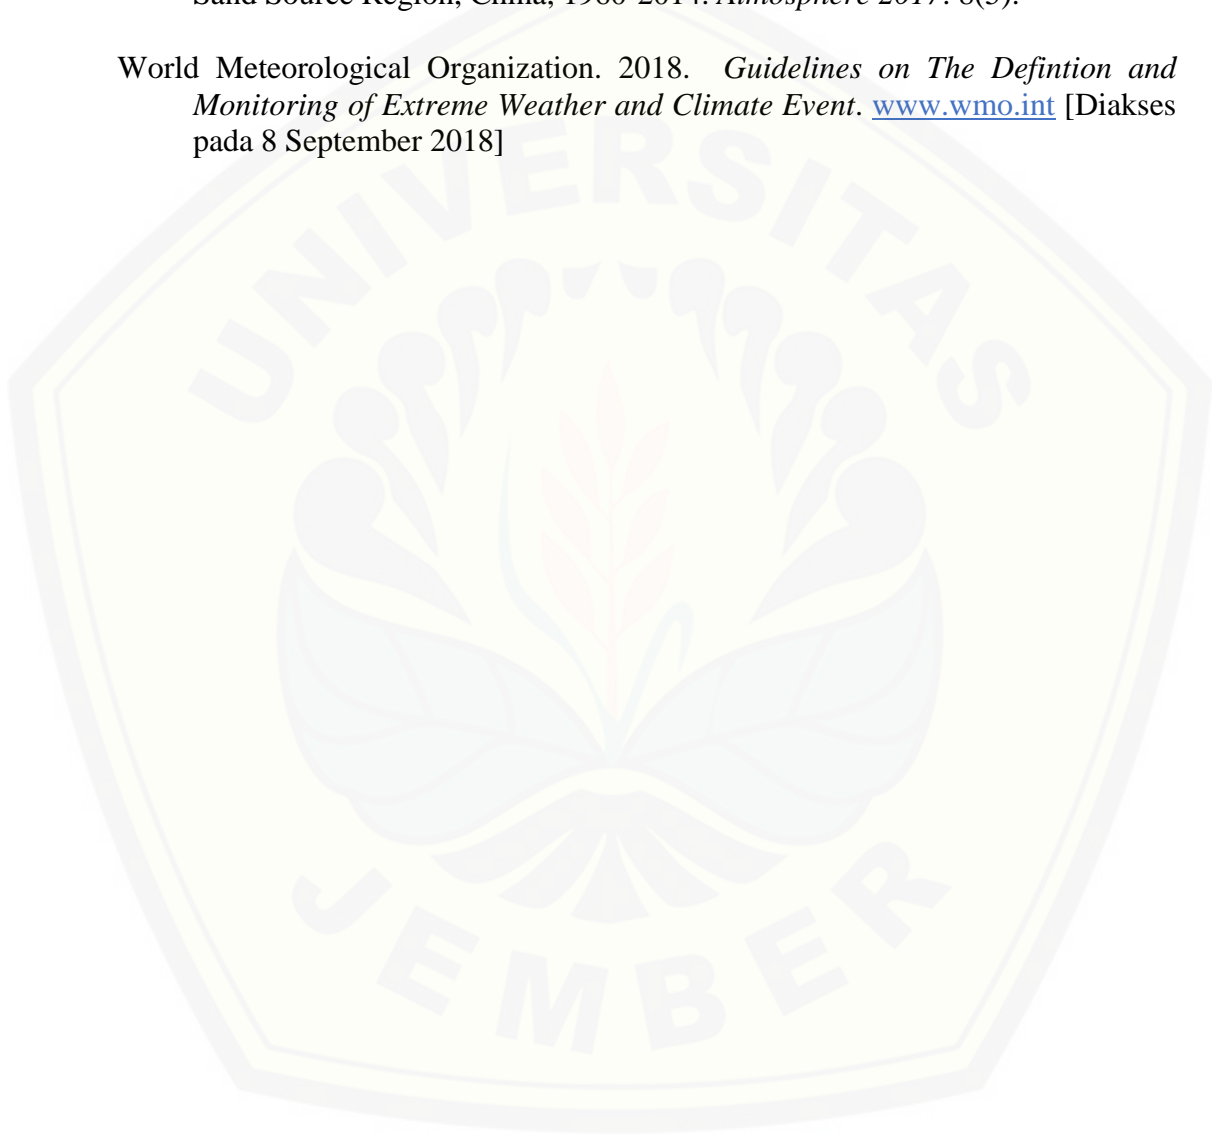 Sand Source Region, China, 1960-2014. Atmosphere 2017. 8(5).
World Meteorological Organization. 2018. Guidelines on The Defintion and
Monitoring of Extreme Weather and Climate Event. www.wmo.int [Diakses
pada 8 September 2018]
UNIVERSITAS
JEMBER